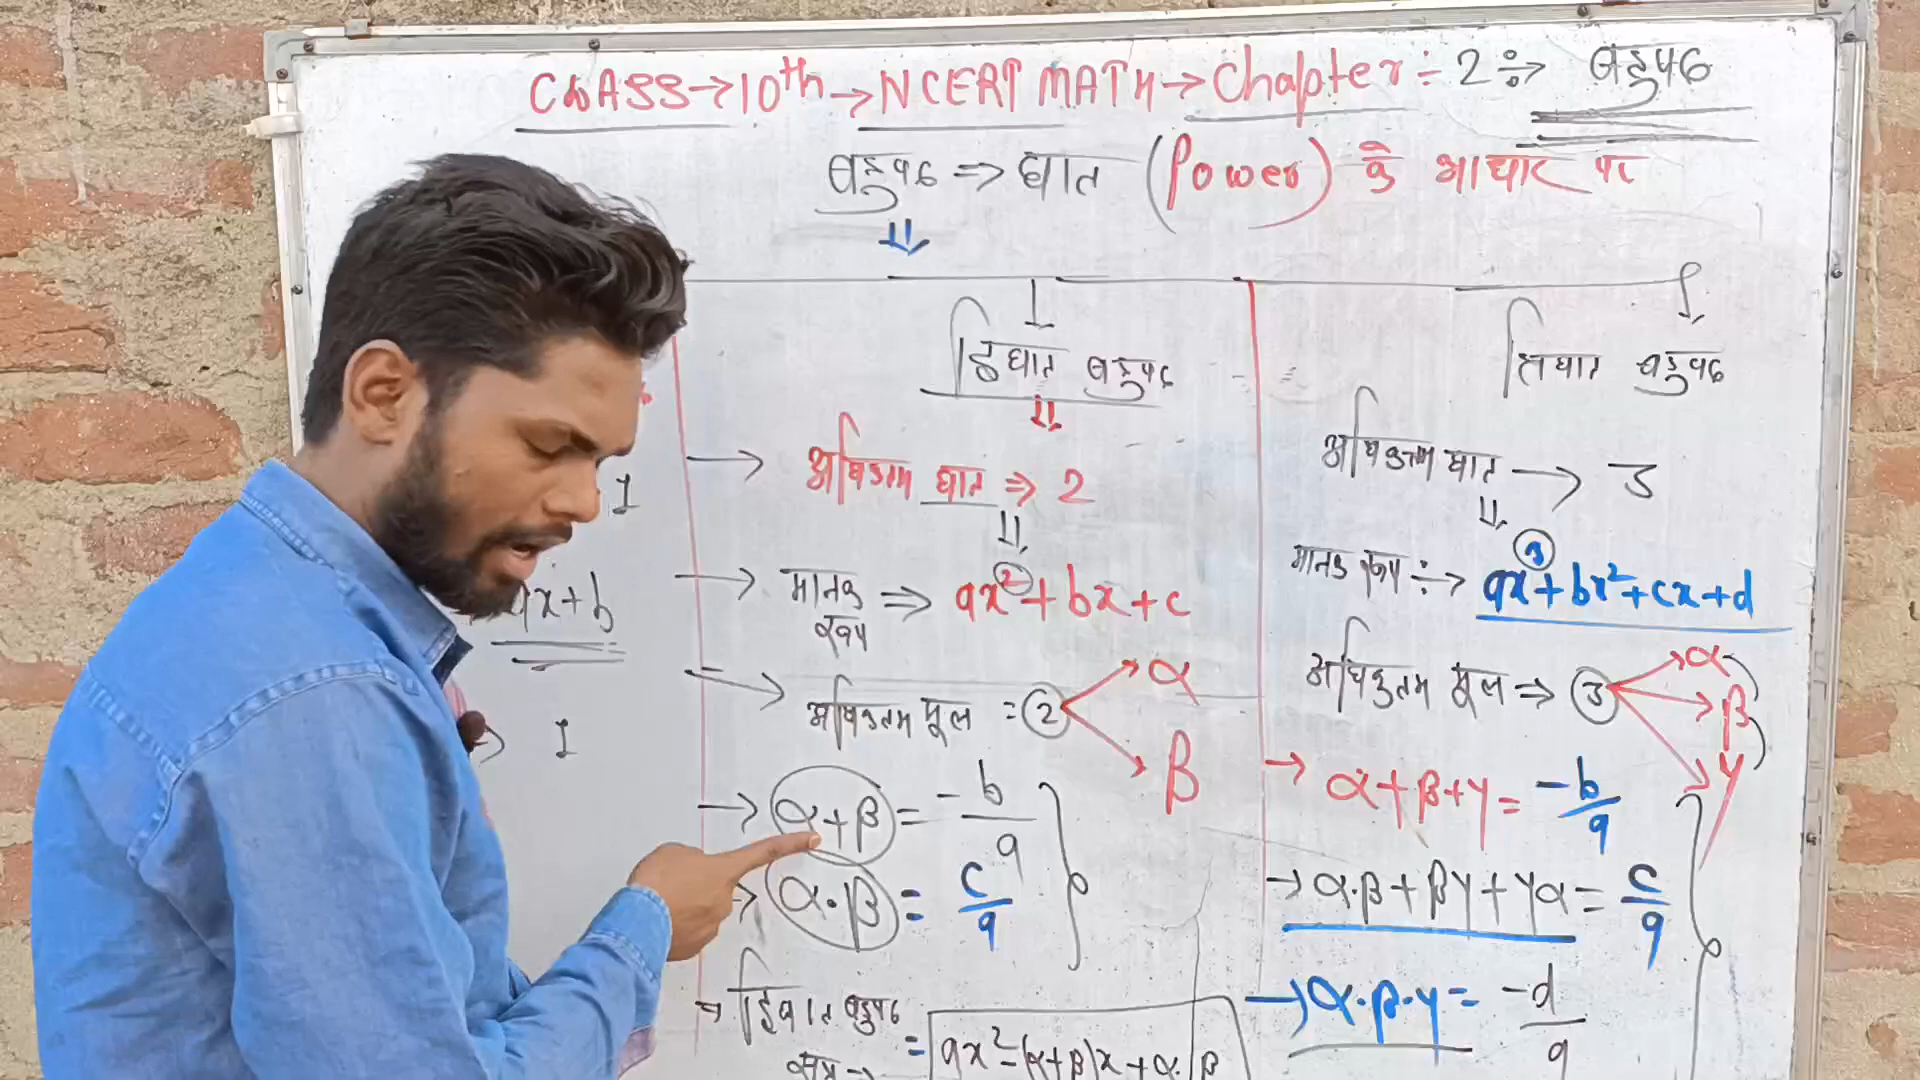 CLASS → 10th → NCERT MATH → Chapter ÷ 2 ÷→ बहुपद
बहुपद ⇒ घात (Power) के आधार पर
द्विघात बहुपद
अधिकतम घात ⇒ 2
मानक रूप ⇒ ax²+bx+c
अधिकतम मूल = 2
α
β
α+β = -b/a
α·β = c/a
द्विघात बहुपद
सूत्र → = ax²-(α+β)x+α·β
त्रिघात बहुपद
अधिकतम घात → 3
मानक रूप ÷→ ax³+bx²+cx+d
अधिकतम मूल ⇒ 3
α
β
γ
→ α+β+γ = -b/a
→ α·β+βγ+γα = c/a
→ α·β·γ = -d/a
1
ax+b
→ 1